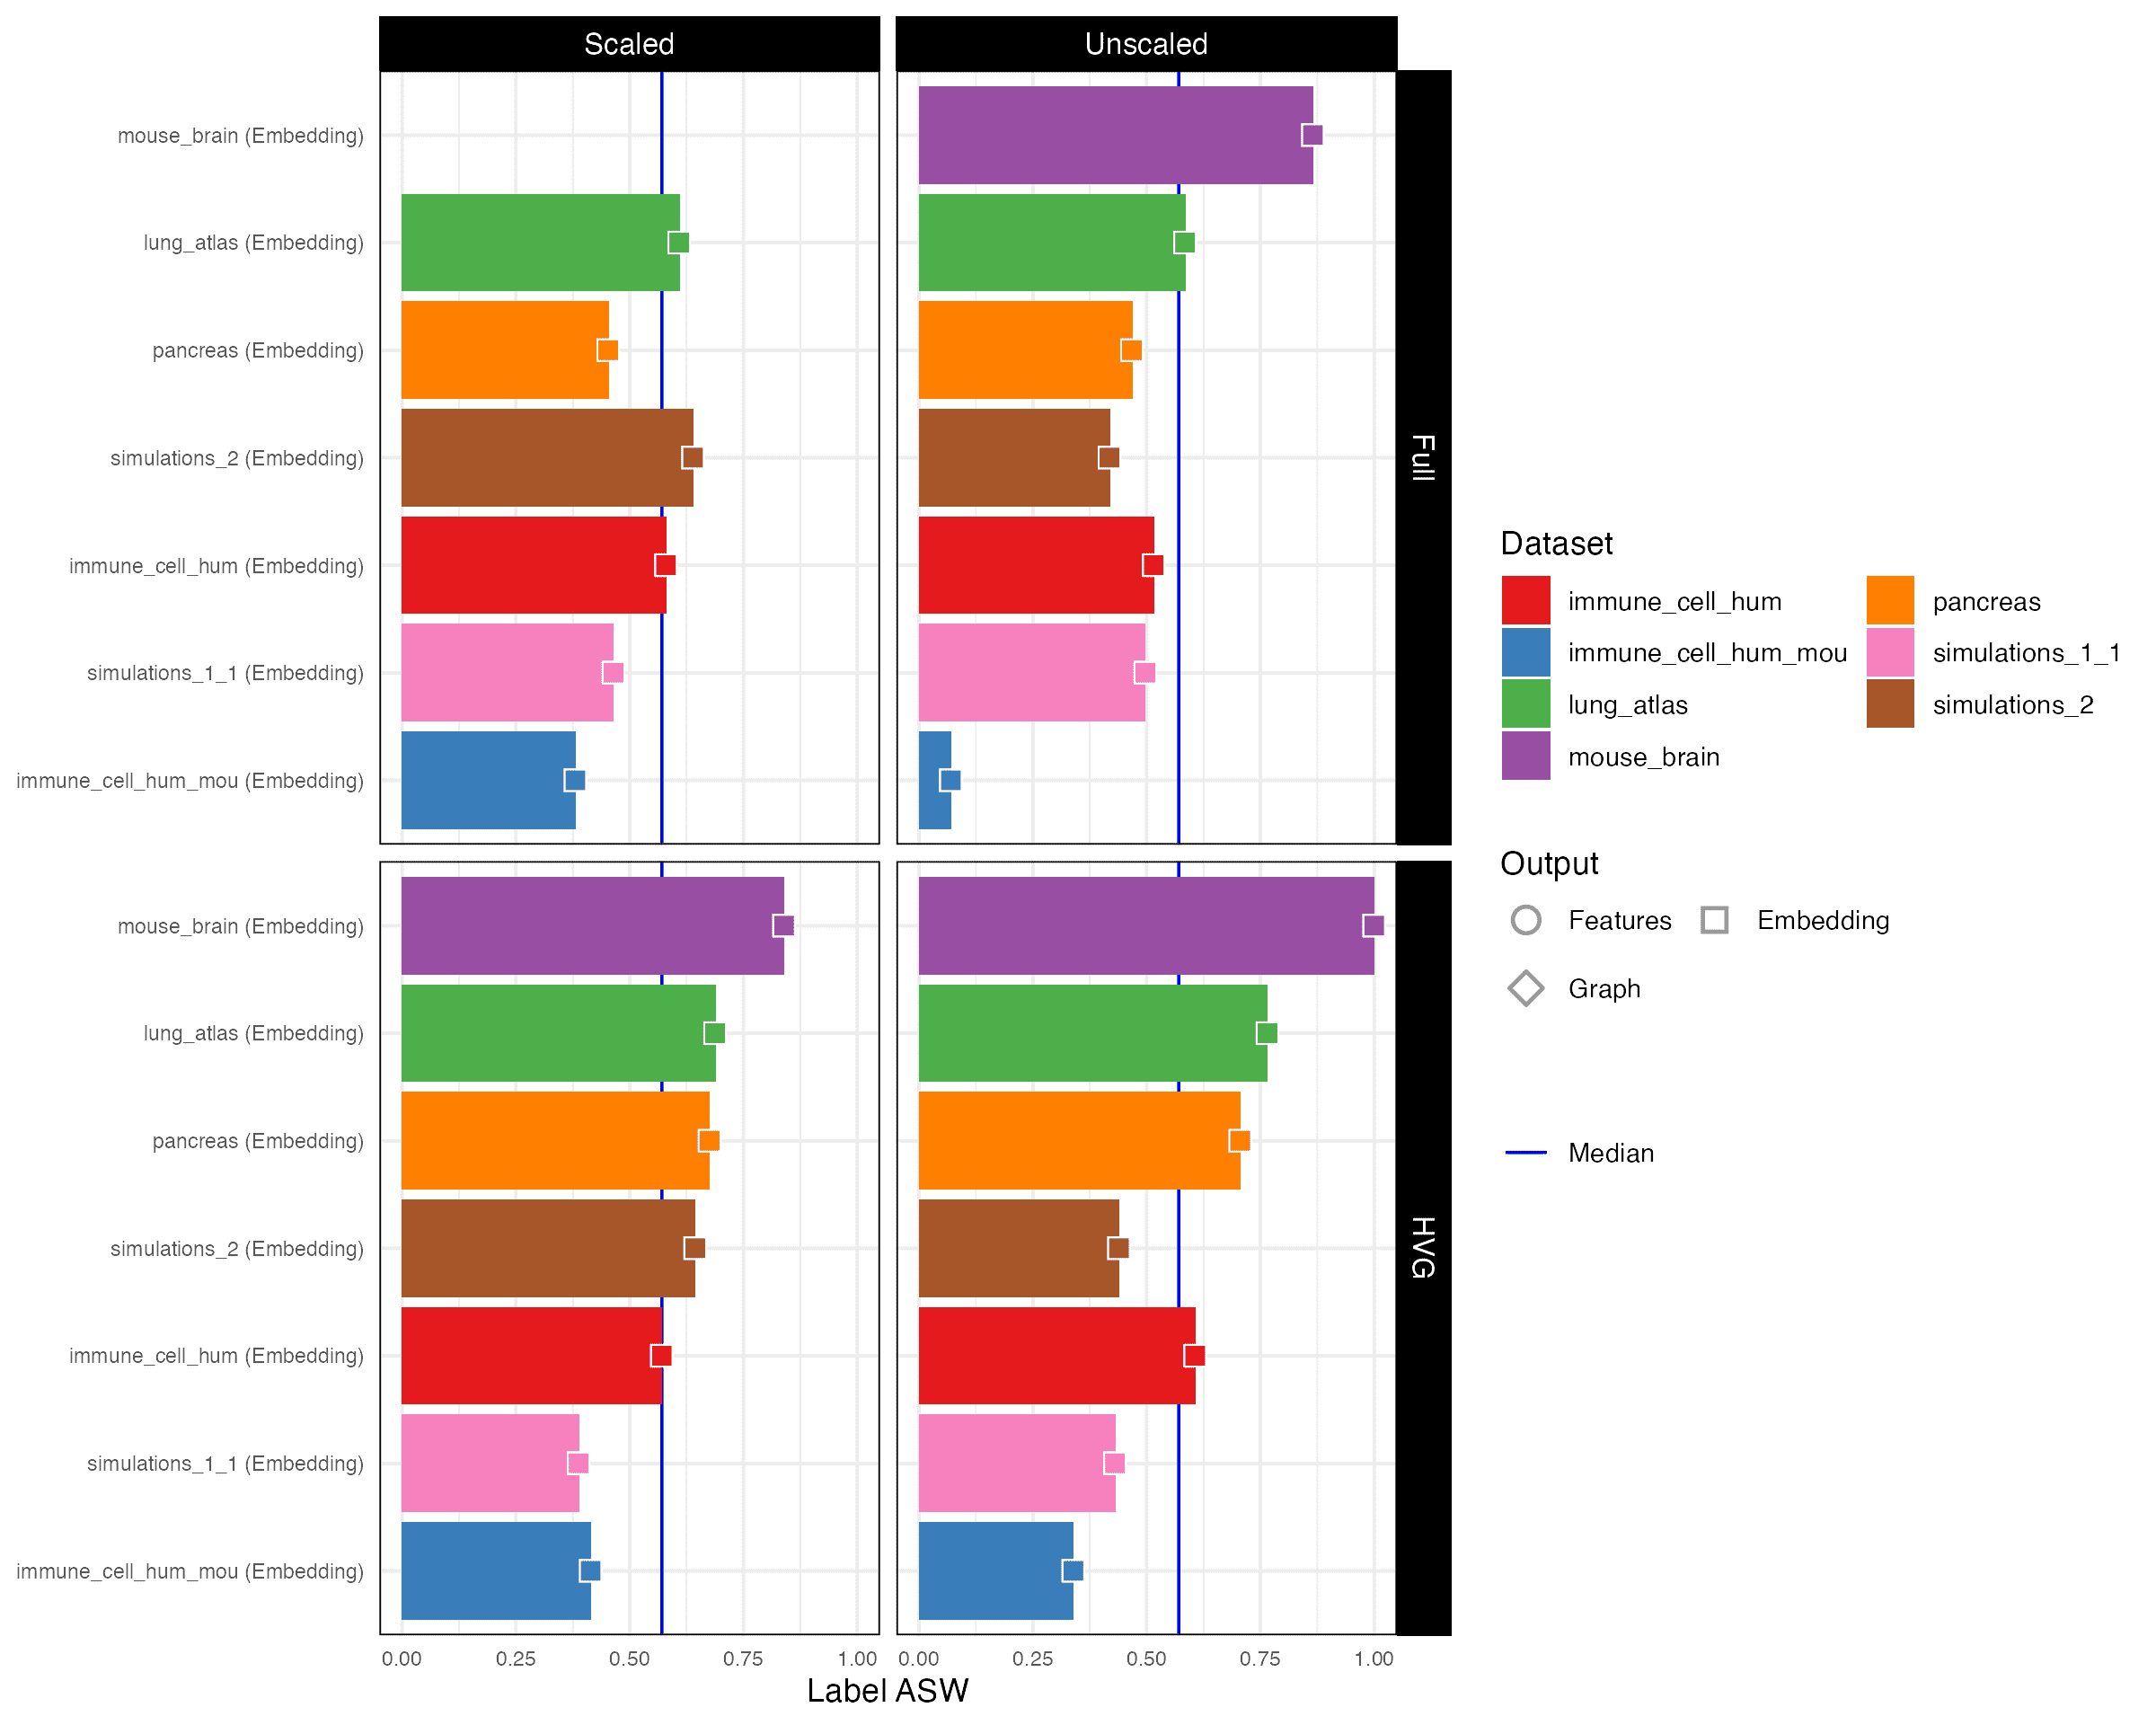 Scaled
Unscaled
mouse_brain (Embedding)
lung_atlas (Embedding)
pancreas (Embedding)
simulations_2 (Embedding)
immune_cell_hum (Embedding)
simulations_1_1 (Embedding)
immune_cell_hum_mou (Embedding)
Full
mouse_brain (Embedding)
lung_atlas (Embedding)
pancreas (Embedding)
simulations_2 (Embedding)
immune_cell_hum (Embedding)
simulations_1_1 (Embedding)
immune_cell_hum_mou (Embedding)
HVG
0.00 0.25 0.50 0.75 1.00
0.00 0.25 0.50 0.75 1.00
Label ASW
Dataset
immune_cell_hum
immune_cell_hum_mou
lung_atlas
mouse_brain
pancreas
simulations_1_1
simulations_2
Output
Features
Embedding
Graph
Median